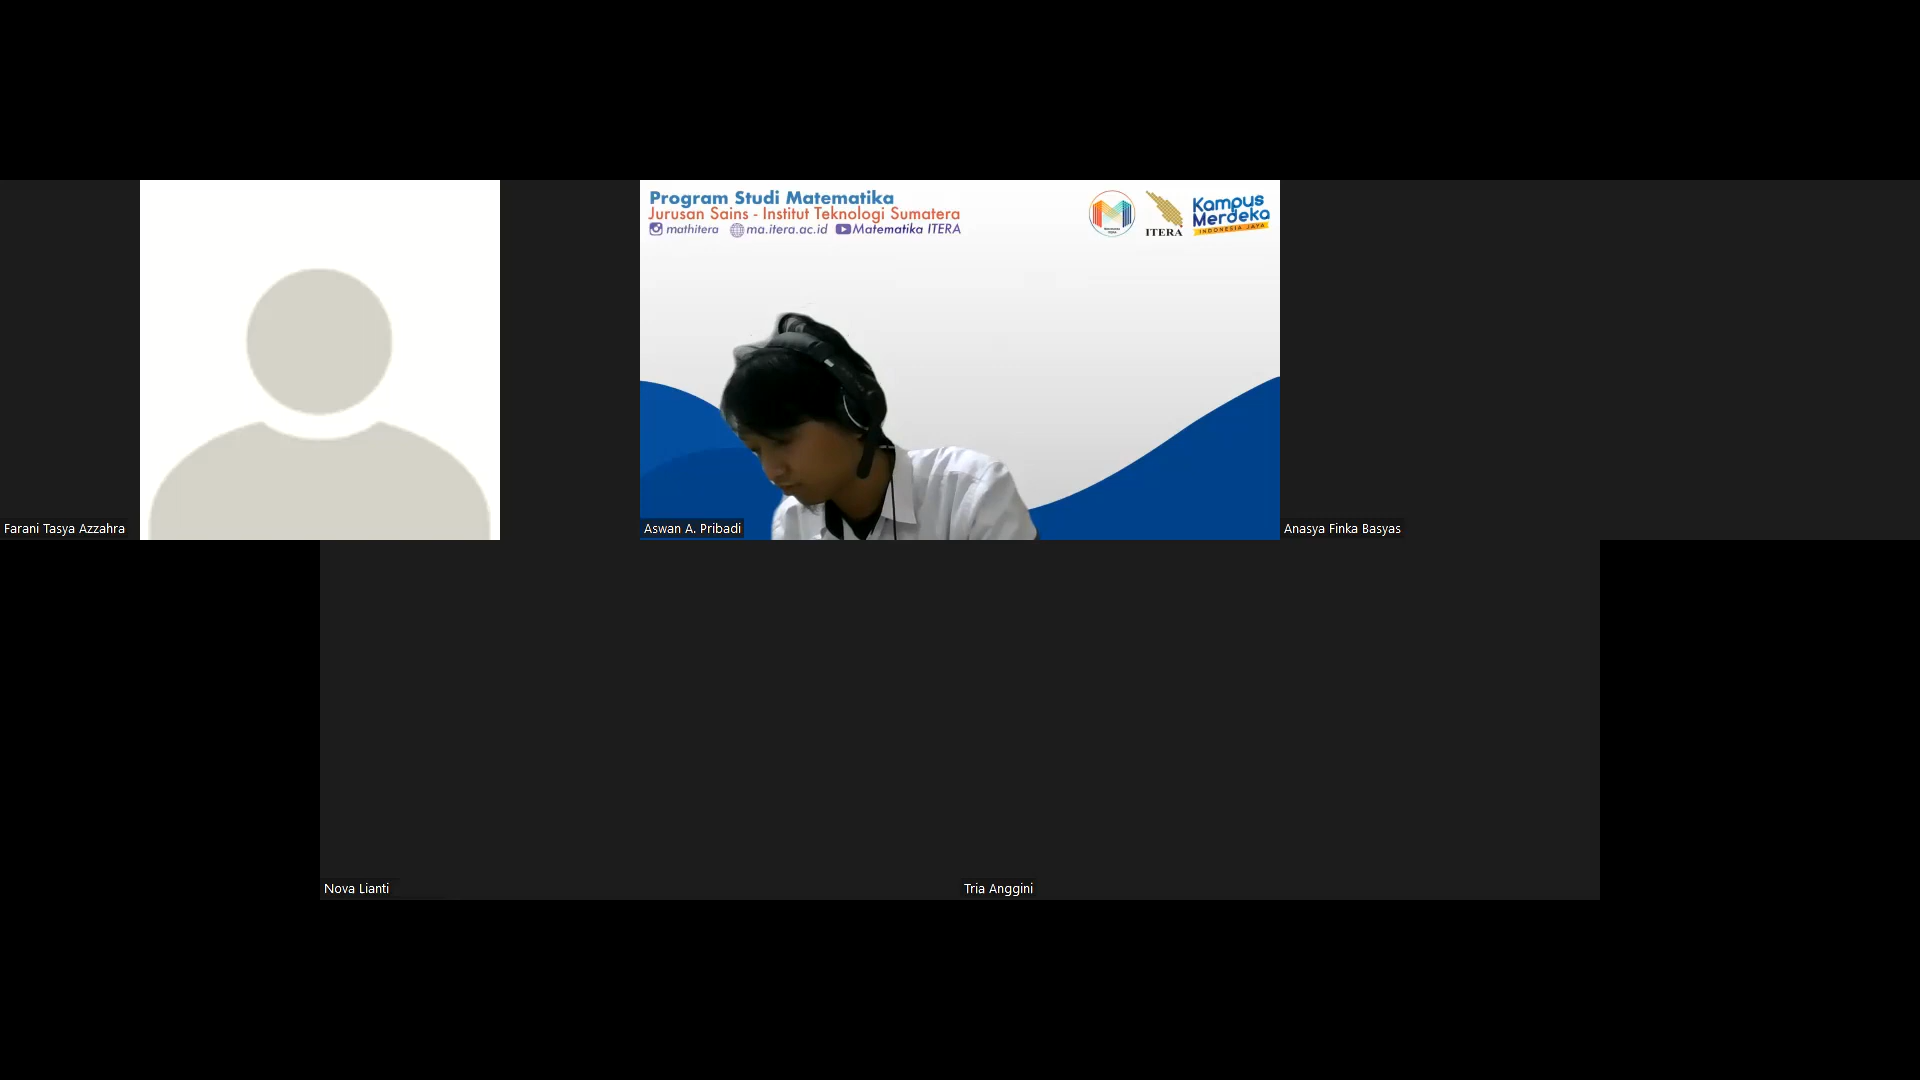 Program Studi Matematika
Jurusan Sains - Institut Teknologi Sumatera
mathitera ma.itera.ac.id Matematika ITERA
ITERA
Kampus
Merdeka
INDONESIA JAYA
Farani Tasya Azzahra
Aswan A. Pribadi
Anasya Finka Basyas
Nova Lianti
Tria Anggini